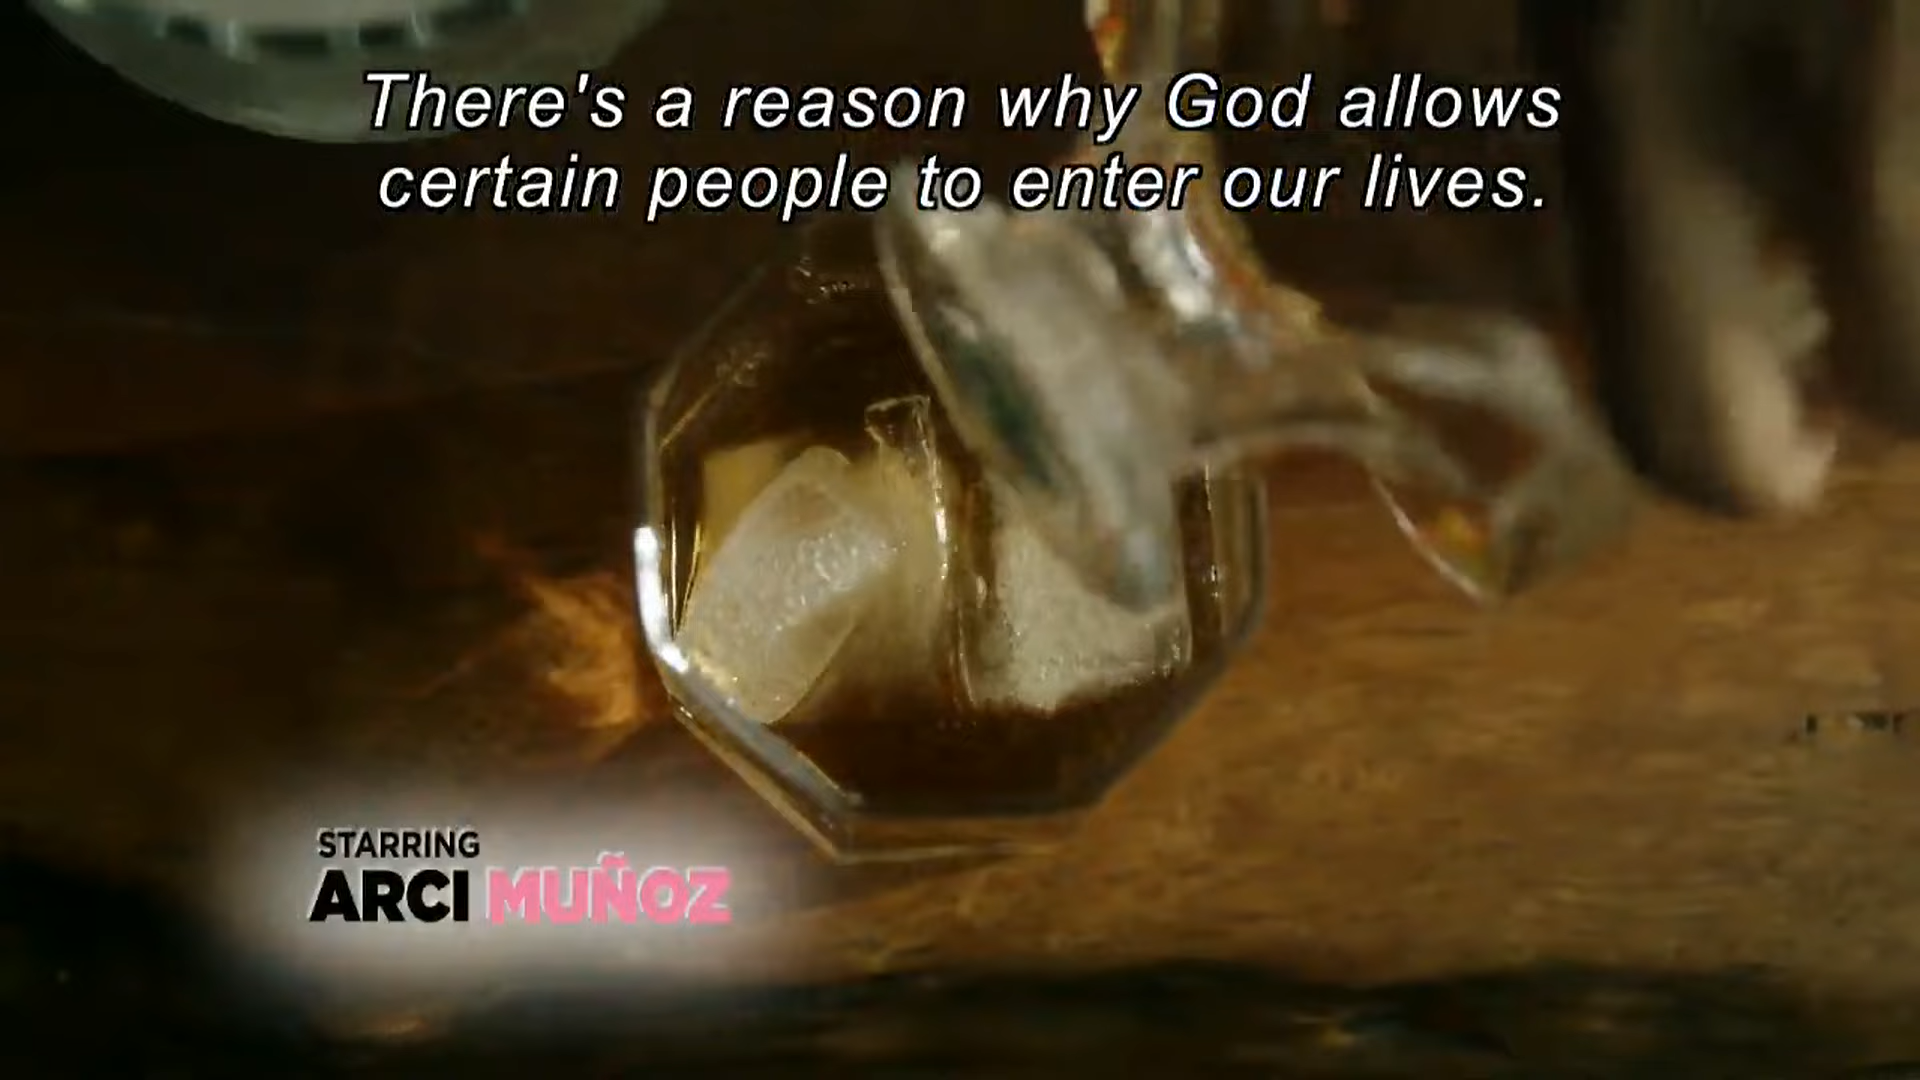 There's a reason why God allows
certain people to enter our lives.
STARRING
ARCI MUÑOZ